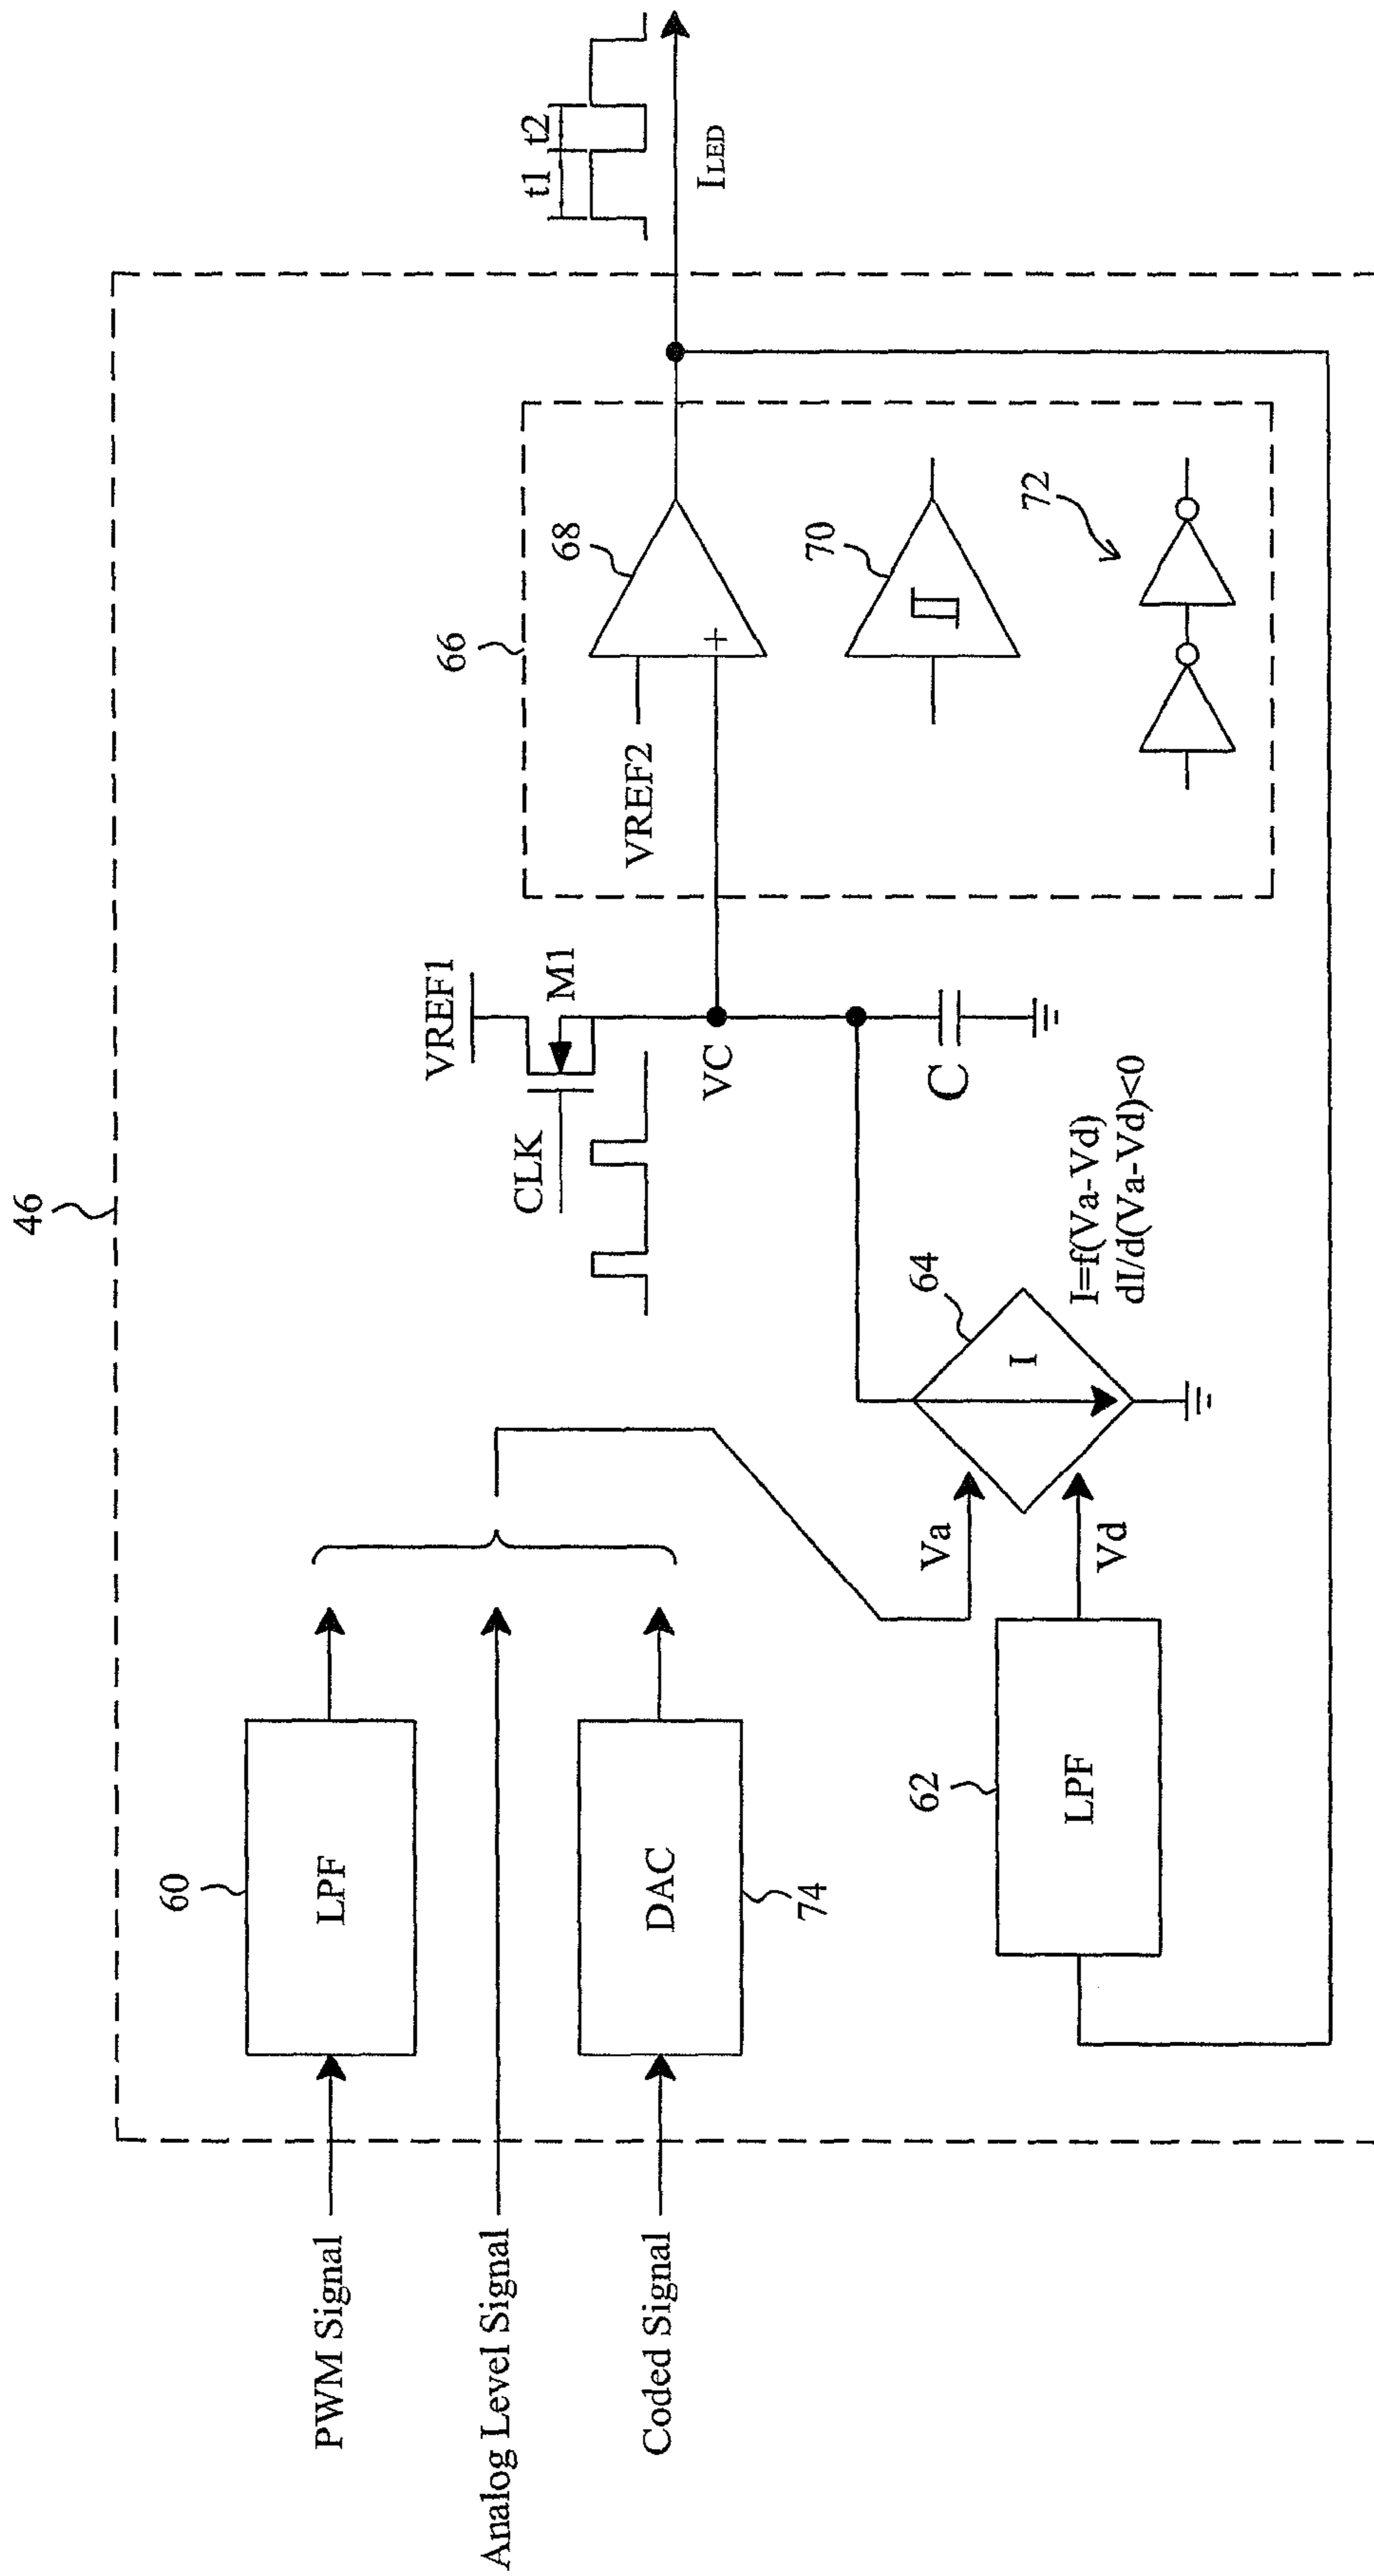 46
PWM Signal
Analog Level Signal
Coded Signal
60
LPF
DAC
74
62
LPF
Va
Vd
64
I
I=f(Va-Vd)
dI/d(Va-Vd)<0
CLK
VREF1
M1
VC
C
66
VREF2
+
68
70
72
t1
t2
ILED